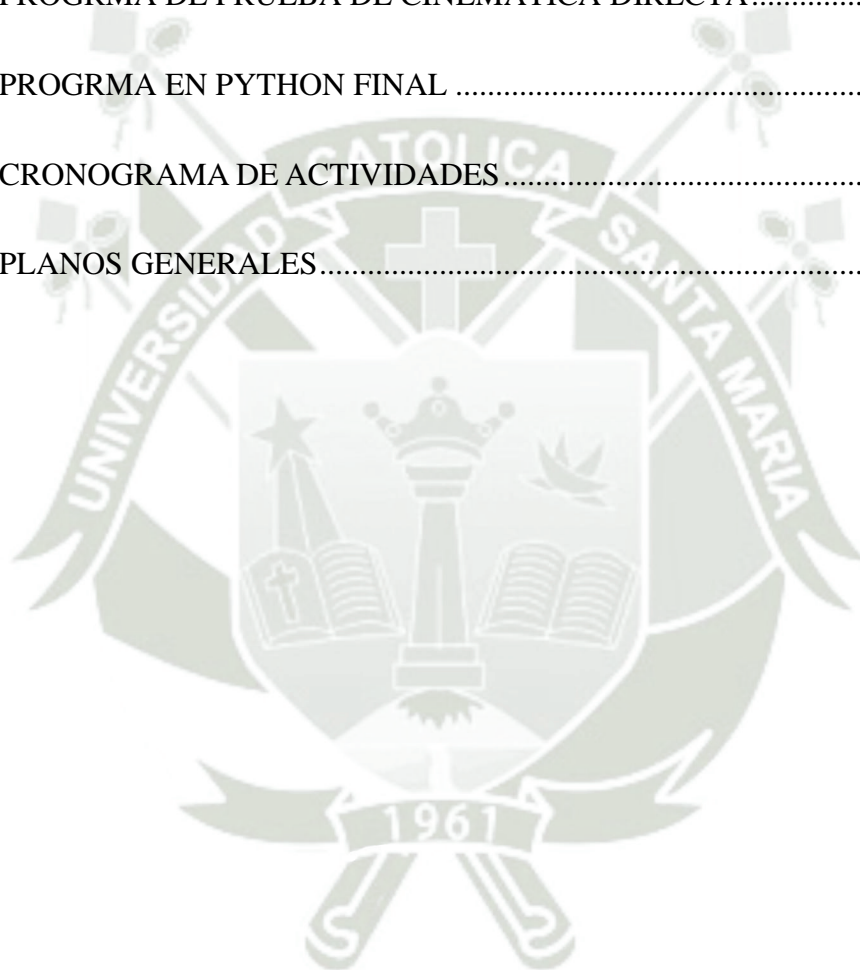 PROGRMA DE PRUEBA DE CINEMATICA DIRECTA..............
PROGRMA EN PYTHON FINAL ..................................................
CRONOGRAMA DE ACTIVIDADES............................................
PLANOS GENERALES...................................................................
UNIVERSIDAD CATOLICA SANTA MARIA
1961